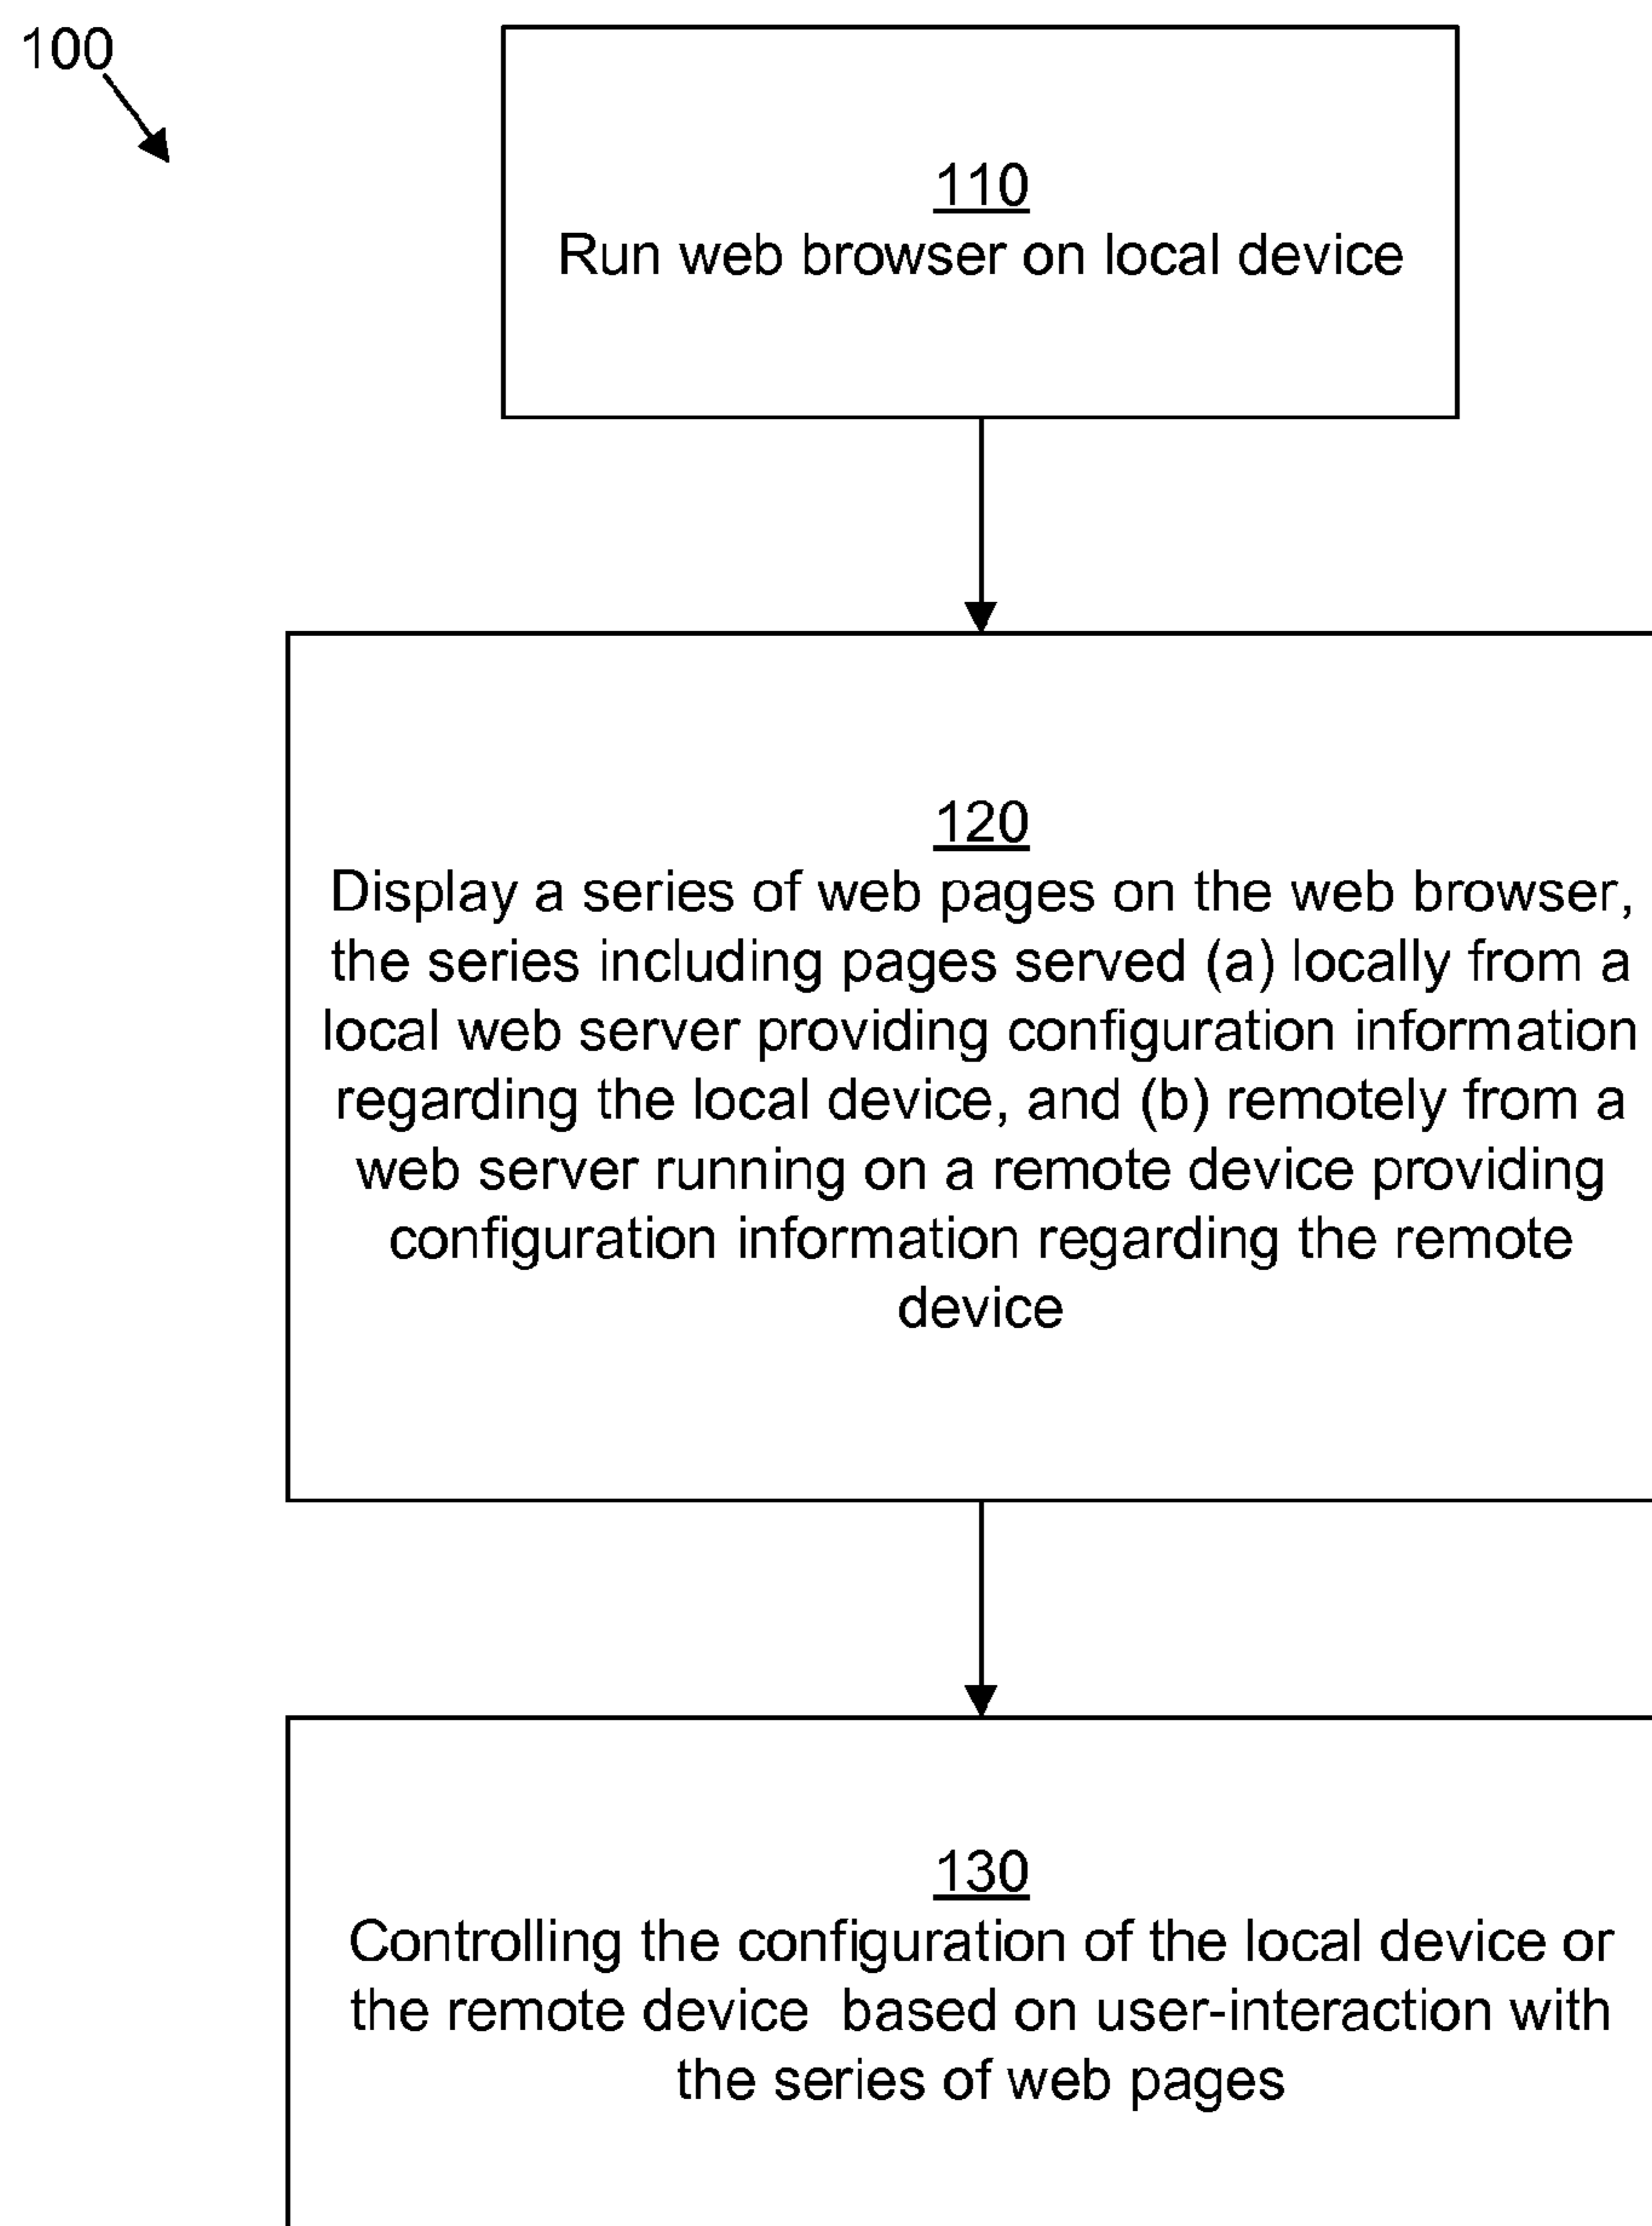 100
110
Run web browser on local device
120
Display a series of web pages on the web browser,
the series including pages served (a) locally from a
local web server providing configuration information
regarding the local device, and (b) remotely from a
web server running on a remote device providing
configuration information regarding the remote
device
130
Controlling the configuration of the local device or
the remote device  based on user-interaction with
the series of web pages